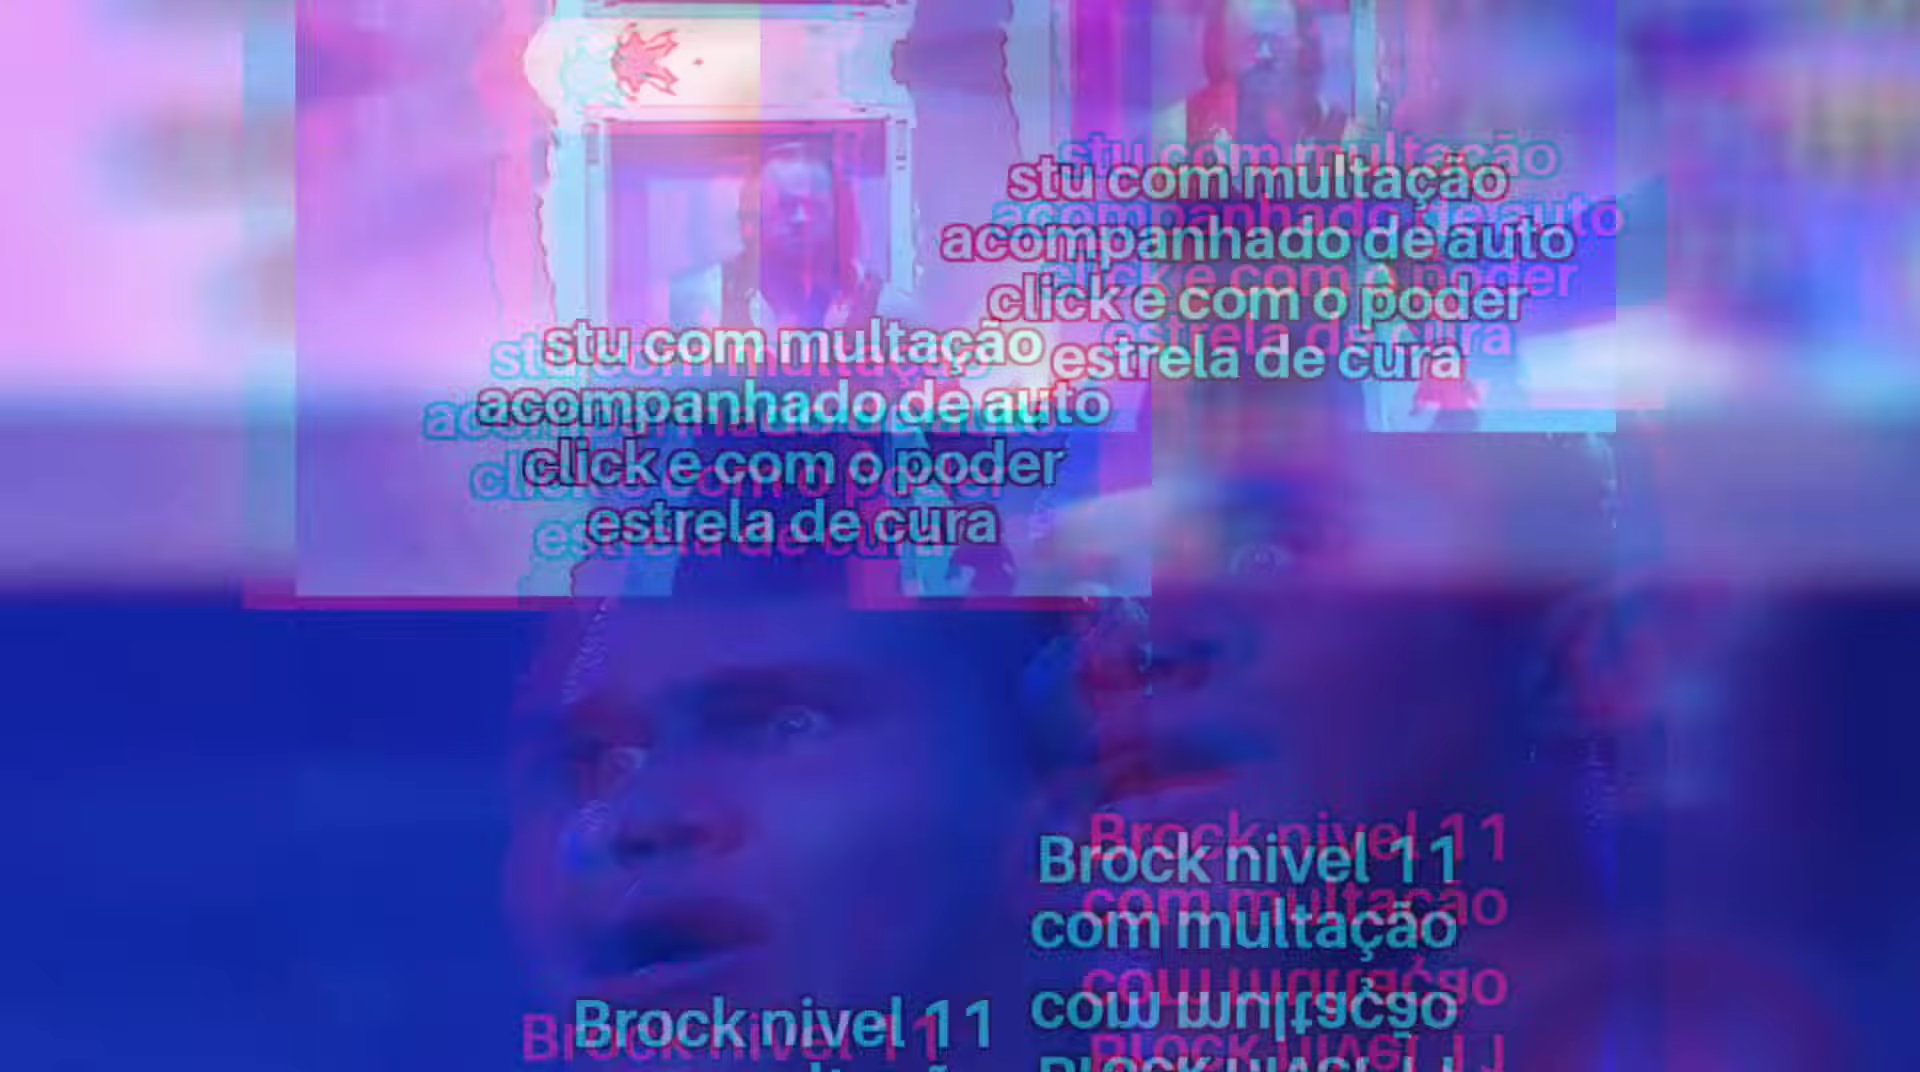 stu com multação
acompanhado de auto
click e com o poder
estrela de cura
stu com multação
acompanhado de auto
click e com o poder
estrela de cura
Brock nivel 11
com multação
com multação
Brock nivel 11